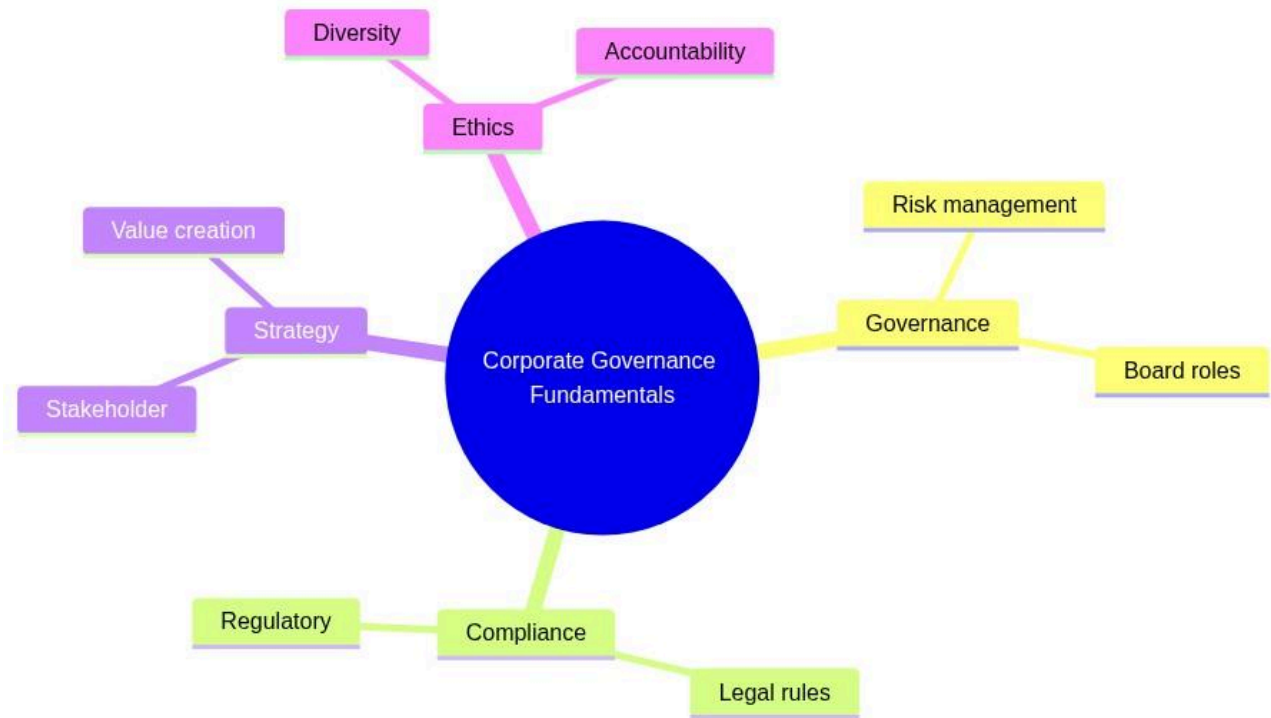 Diversity
Accountability
Ethics
Risk management
Value creation
Governance
Strategy
Corporate Governance
Fundamentals
Board roles
Stakeholder
Regulatory
Compliance
Legal rules